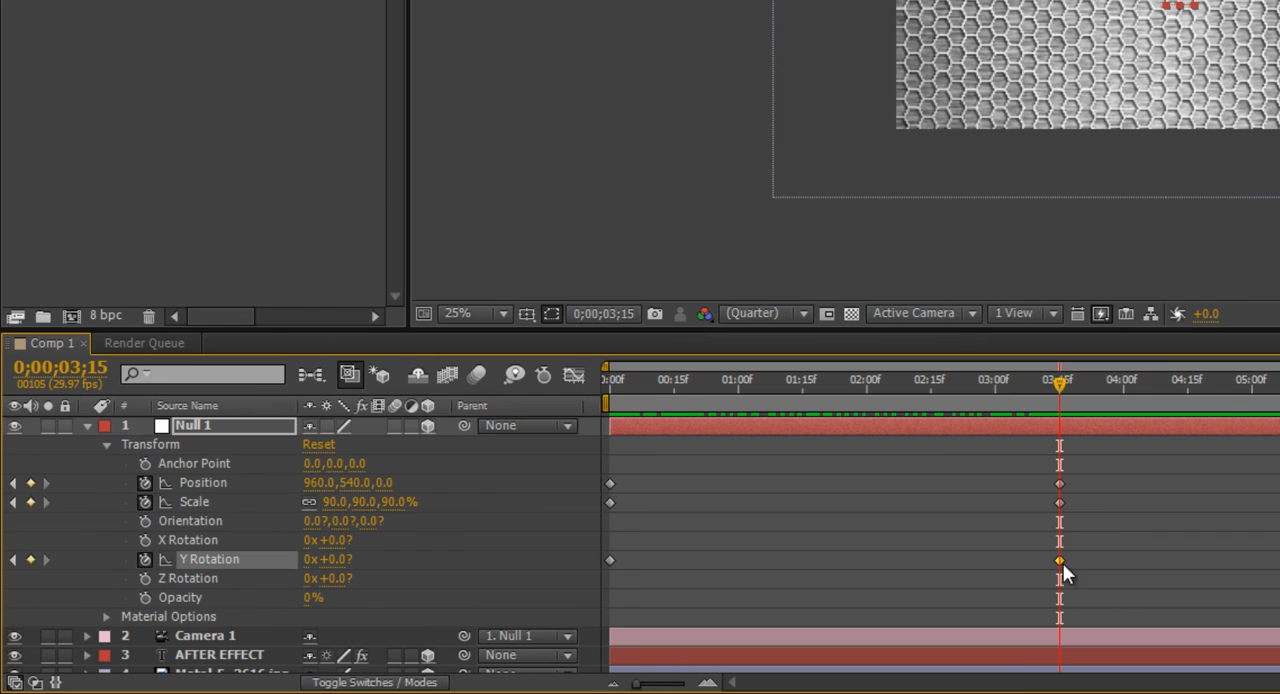 8 bpc
25%
0;00;03;15
(Quarter)
Active Camera
1 View
+0.0
Comp 1 ×
Render Queue
0;00;03;15
00105 (29.97 fps)
:00f 00:15f 01:00f 01:15f 02:00f 02:15f 03:00f 04:00f 04:15f 05:00f
# Source Name
fx
Parent
1 Null 1
None
Transform
Reset
Anchor Point
0.0,0.0,0.0
Position
960.0,540.0,0.0
Scale
90.0,90.0,90.0%
Orientation
0.0?,0.0?,0.0?
X Rotation
0x+0.0?
Y Rotation
0x+0.0?
Z Rotation
0x+0.0?
Opacity
0%
Material Options
2 Camera 1
1. Null 1
3 T AFTER EFFECT
fx
None
Toggle Switches / Modes